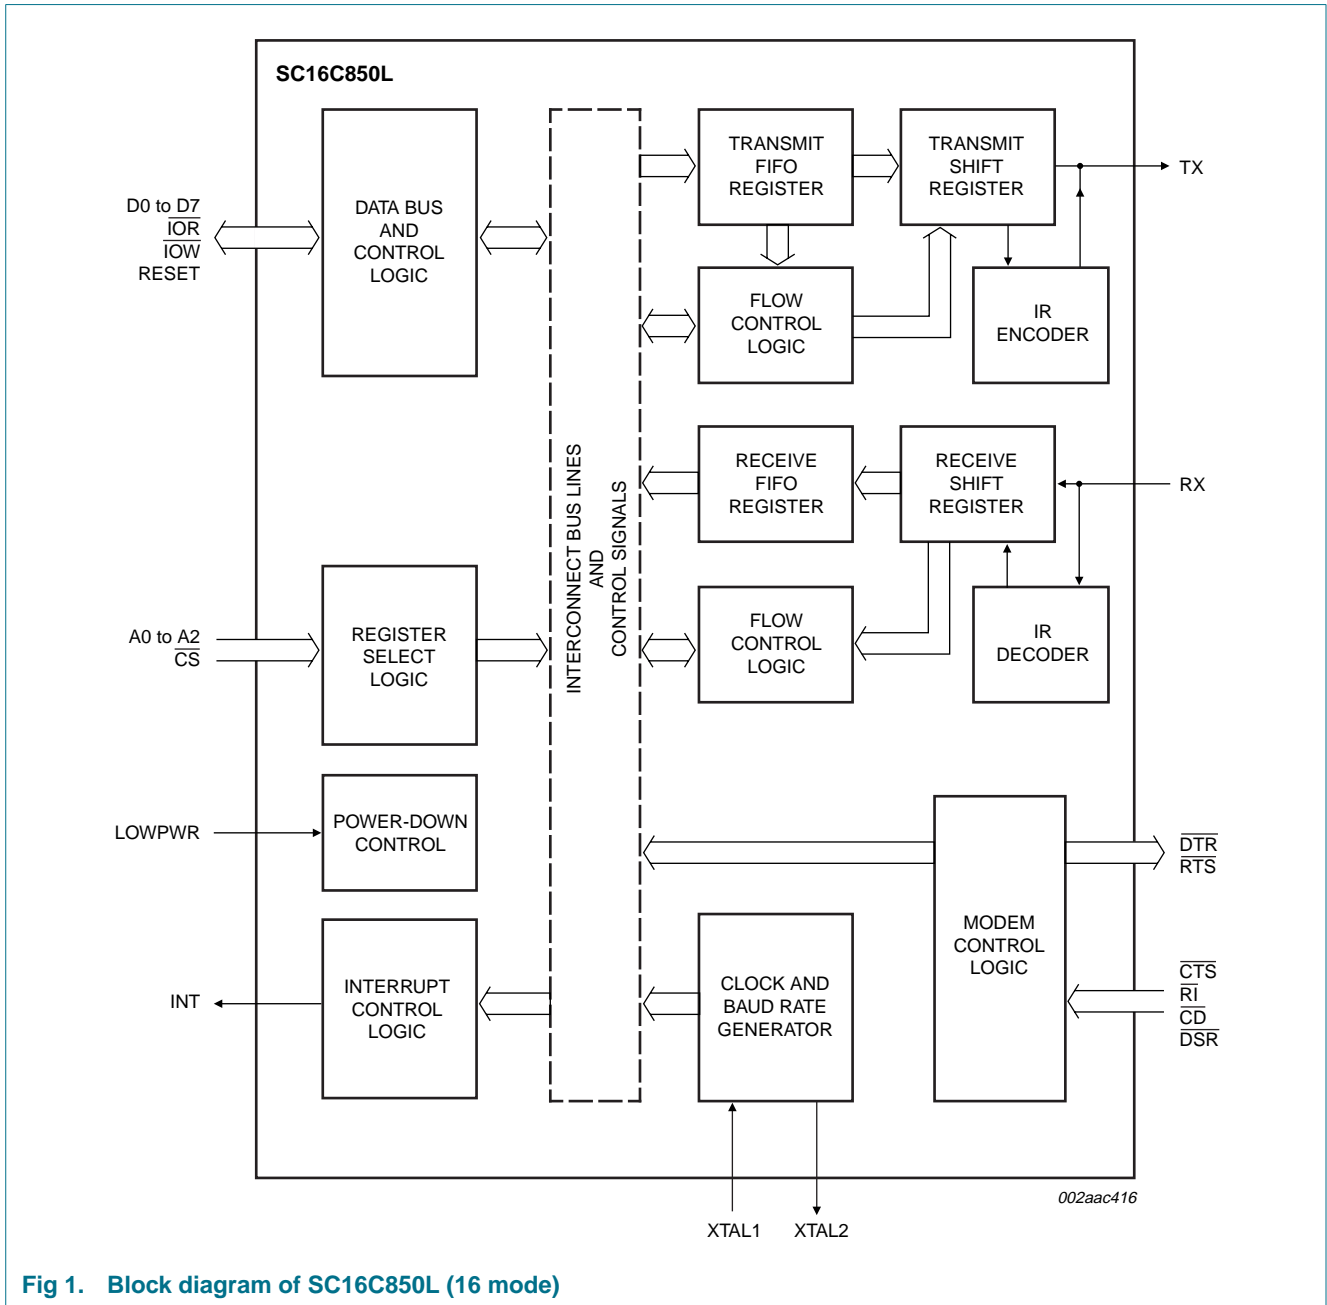 SC16C850L
D0 to D7
IOR
IOW
RESET
DATA BUS
AND
CONTROL
LOGIC
A0 to A2
CS
REGISTER
SELECT
LOGIC
LOWPWR
POWER-DOWN
CONTROL
INT
INTERRUPT
CONTROL
LOGIC
INTERCONNECT BUS LINES
AND
CONTROL SIGNALS
TRANSMIT
FIFO
REGISTER
TRANSMIT
SHIFT
REGISTER
TX
FLOW
CONTROL
LOGIC
IR
ENCODER
RECEIVE
FIFO
REGISTER
RECEIVE
SHIFT
REGISTER
RX
FLOW
CONTROL
LOGIC
IR
DECODER
MODEM
CONTROL
LOGIC
DTR
RTS
CTS
RI
CD
DSR
CLOCK AND
BAUD RATE
GENERATOR
XTAL1
XTAL2
002aac416
Fig 1. Block diagram of SC16C850L (16 mode)